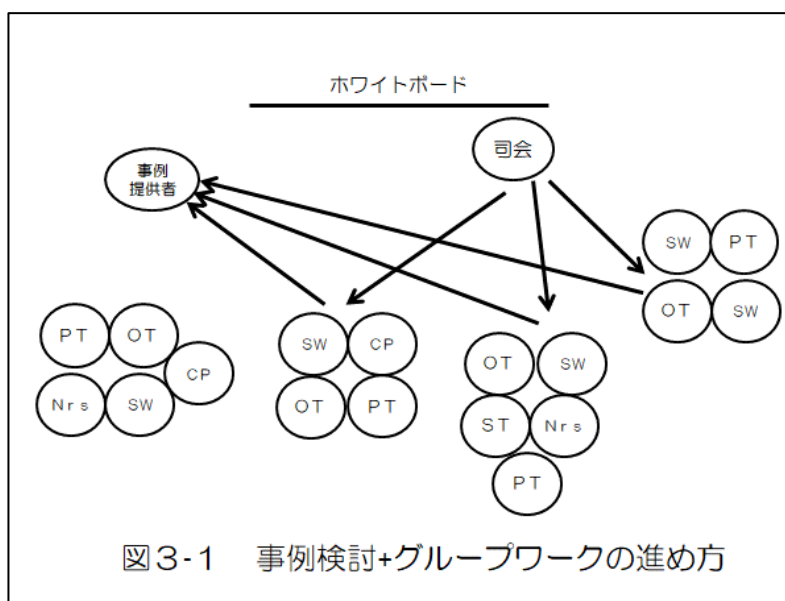 ホワイトボード
司会
事例
提供者
SW PT
OT SW
PT OT
CP
Nrs SW
SW CP
OT PT
OT SW
ST Nrs
PT
図3-1 事例検討+グループワークの進め方